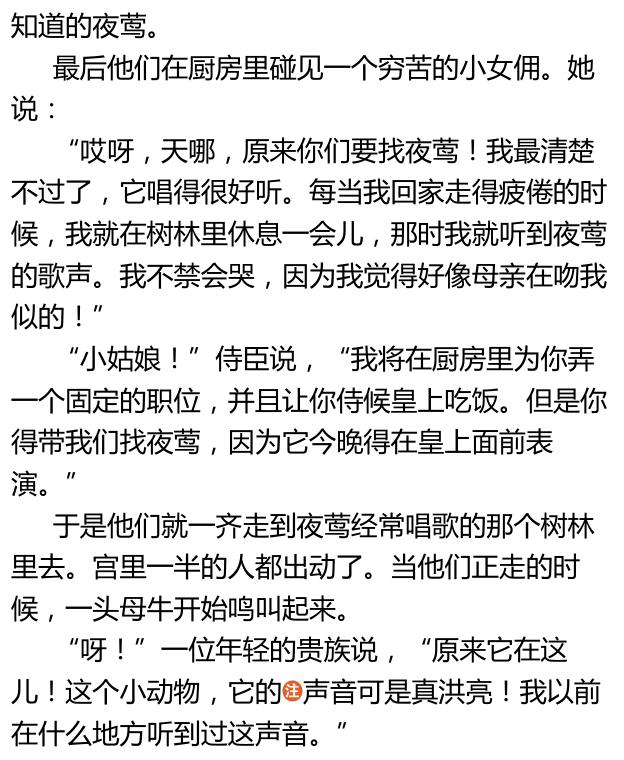 知道的夜莺。
最后他们在厨房里碰见一个穷苦的小女佣。她
说：
“哎呀，天哪，原来你们要找夜莺！我最清楚
不过了，它唱得很好听。每当我回家走得疲倦的时
候，我就在树林里休息一会儿，那时我就听到夜莺
的歌声。我不禁会哭，因为我觉得好像母亲在吻我
似的！”
“小姑娘！”侍臣说，“我将在厨房里为你弄
一个固定的职位，并且让你侍候皇上吃饭。但是你
得带我们找夜莺，因为它今晚得在皇上面前表
演。”
于是他们就一齐走到夜莺经常唱歌的那个树林
里去。宫里一半的人都出动了。当他们正走的时
候，一头母牛开始鸣叫起来。
“呀！”一位年轻的贵族说，“原来它在这
儿！这个小动物，它的注声音可是真洪亮！我以前
在什么地方听到过这声音。”